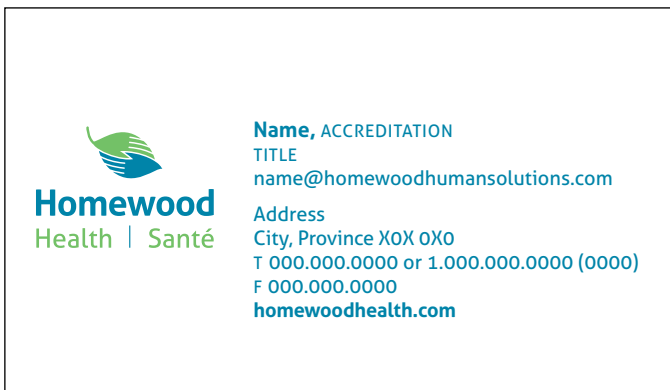 Homewood
Health | Santé
Name, ACCREDITATION
TITLE
name@homewoodhumansolutions.com
Address
City, Province X0X 0X0
T 000.000.0000 or 1.000.000.0000 (0000)
F 000.000.0000
homewoodhealth.com